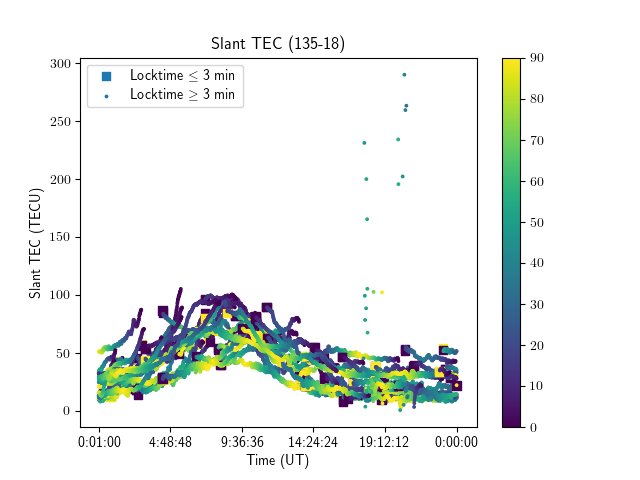 Slant TEC (135-18)
Locktime ≤ 3 min
Locktime ≥ 3 min
300
250
200
150
100
50
0
Slant TEC (TECU)
0:01:00 4:48:48 9:36:36 14:24:24 19:12:12 0:00:00
Time (UT)
90
80
70
60
50
40
30
20
10
0